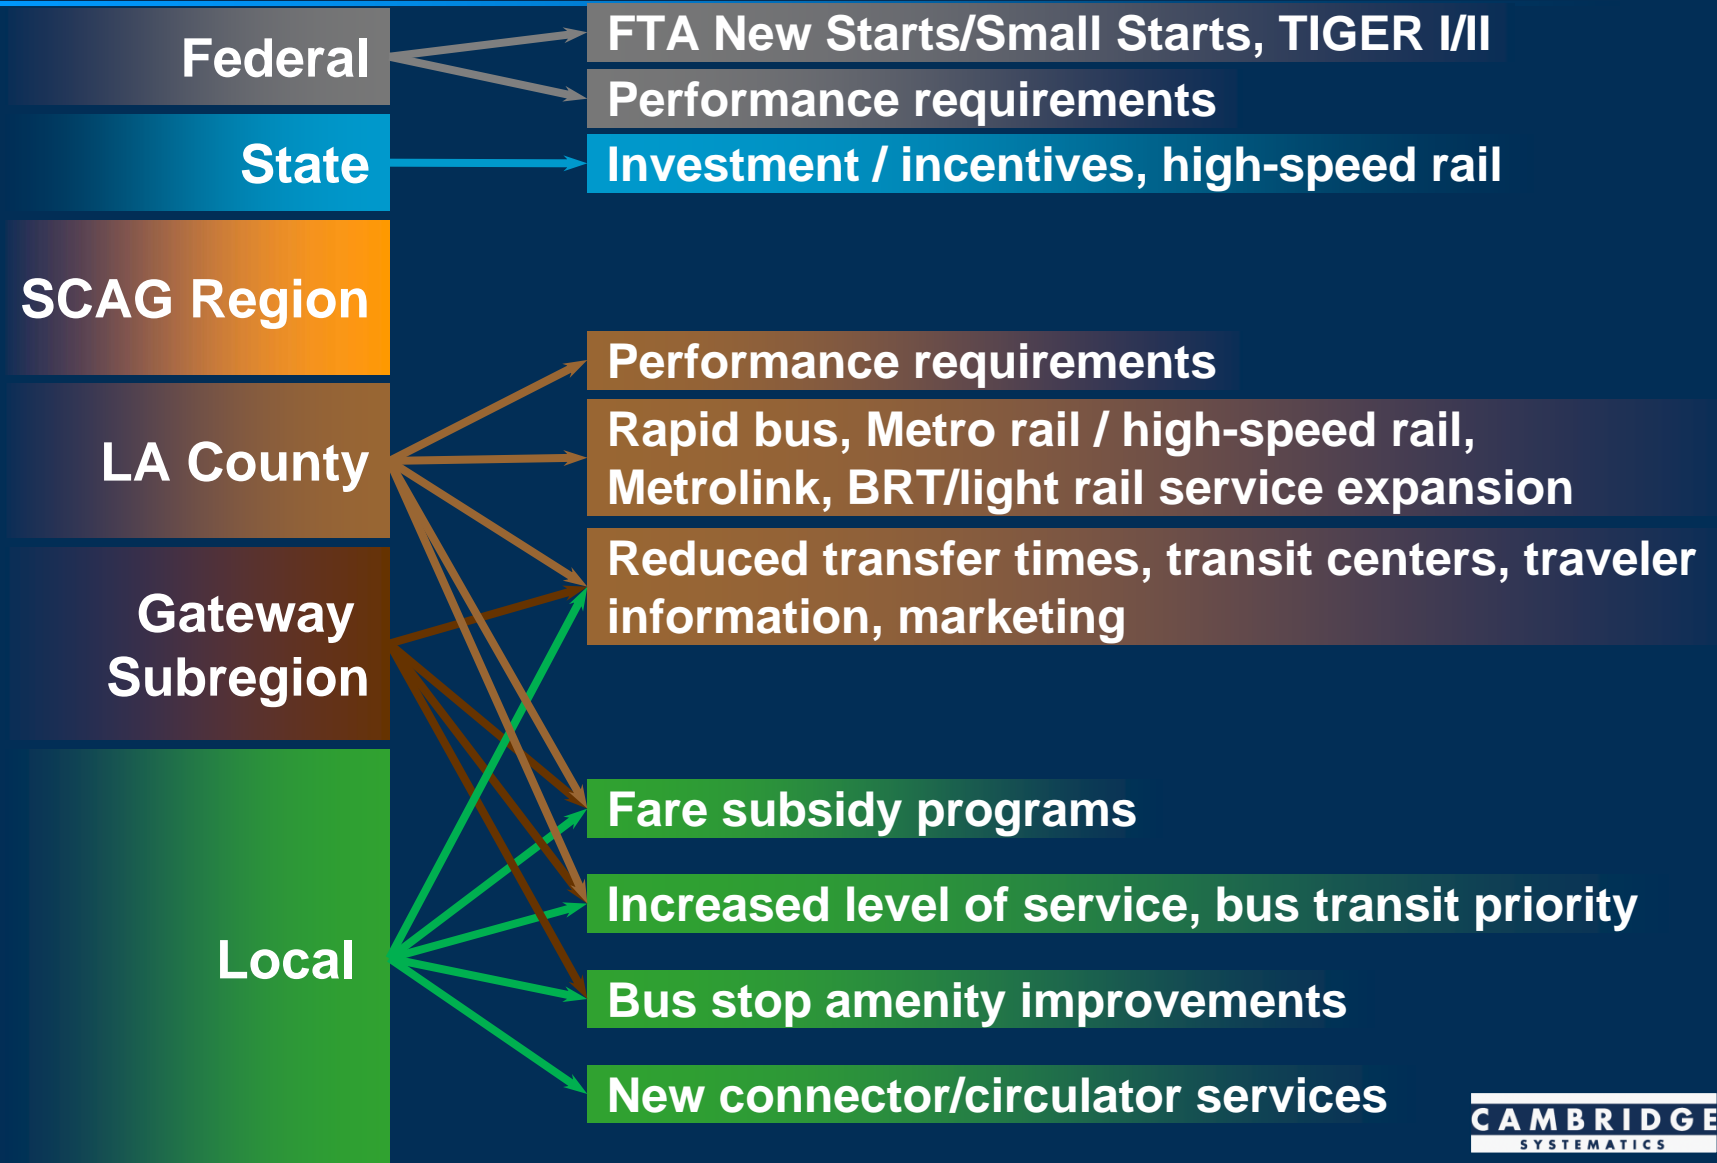 Federal
FTA New Starts/Small Starts, TIGER I/II
Performance requirements
State
Investment / incentives, high-speed rail
SCAG Region
LA County
Performance requirements
Rapid bus, Metro rail / high-speed rail,
Metrolink, BRT/light rail service expansion
Reduced transfer times, transit centers, traveler
information, marketing
Gateway
Subregion
Local
Fare subsidy programs
Increased level of service, bus transit priority
Bus stop amenity improvements
New connector/circulator services
CAMBRIDGE
SYSTEMATICS